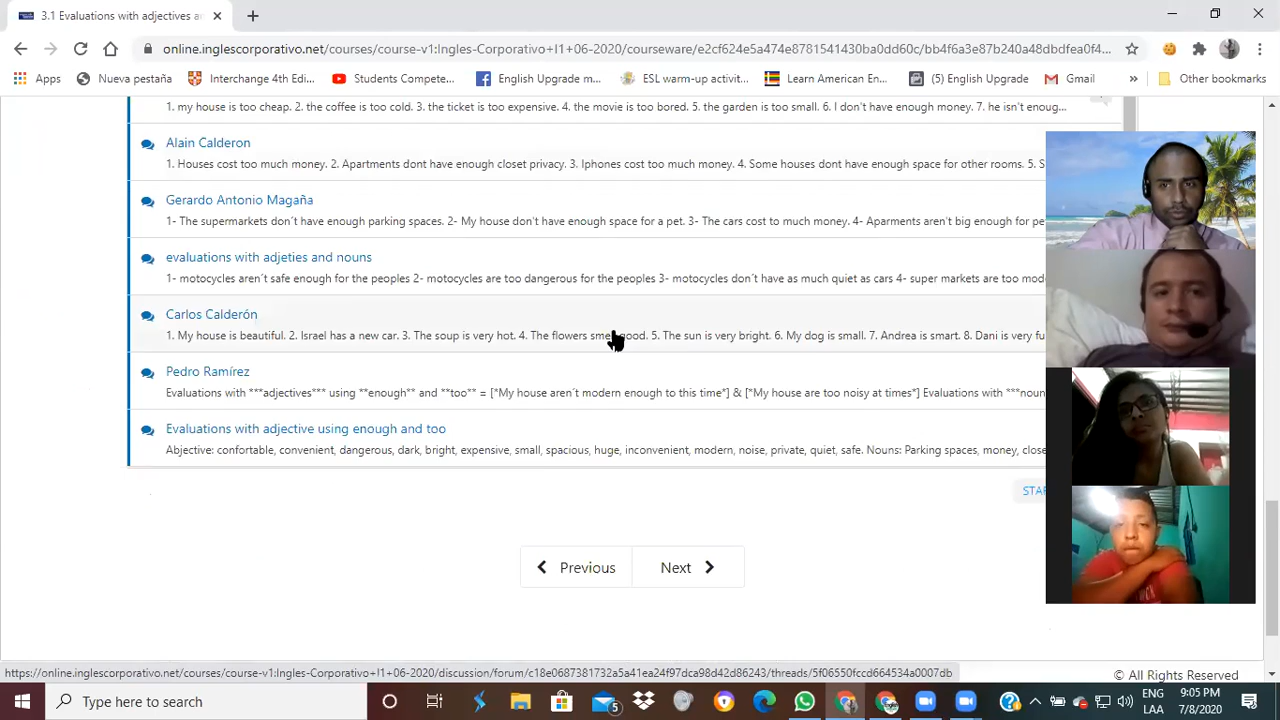 3.1 Evaluations with adjectives a
online.inglescorporativo.net/courses/course-v1:Ingles-Corporativo+I1+06-2020/courseware/e2cf624e5a474e8781541430ba0dd60c/bb4f6a3e87b240a48dbdfea0f4...
Apps Nueva pestaña Interchange 4th Edi... Students Compete... English Upgrade m... ESL warm-up activit... Learn American En... (5) English Upgrade Gmail » Other bookmarks
1. my house is too cheap. 2. the coffee is too cold. 3. the ticket is too expensive. 4. the movie is too bored. 5. the garden is too small. 6. I don't have enough money. 7. he isn't enoug...
Alain Calderon
1. Houses cost too much money. 2. Apartments dont have enough closet privacy. 3. Iphones cost too much money. 4. Some houses dont have enough space for other rooms. 5. S
Gerardo Antonio Magaña
1- The supermarkets don´t have enough parking spaces. 2- My house don't have enough space for a pet. 3- The cars cost to much money. 4- Aparments aren't big enough for pe
evaluations with adjeties and nouns
1- motocycles aren´t safe enough for the peoples 2- motocycles are too dangerous for the peoples 3- motocycles don´t have as much quiet as cars 4- super markets are too mod
Carlos Calderón
1. My house is beautiful. 2. Israel has a new car. 3. The soup is very hot. 4. The flowers good. 5. The sun is very bright. 6. My dog is small. 7. Andrea is smart. 8. Dani is very fu
Pedro Ramírez
Evaluations with ***adjectives*** using **enough** and **too** = [*My house aren´t modern enough to this time*] & [*My house are too noisy at times*] Evaluations with ***noun
Evaluations with adjective using enough and too
Abjective: confortable, convenient, dangerous, dark, bright, expensive, small, spacious, huge, inconvenient, modern, noise, private, quiet, safe. Nouns: Parking spaces, money, close
STAR
Previous Next
https://online.inglescorporativo.net/courses/course-v1:Ingles-Corporativo+I1+06-2020/discussion/forum/c18e0687381732a5a41ea24f97dca98d42d86243/threads/5f06550fccd664534a0007db
© All Rights Reserved
Type here to search
5
ENG 9:05 PM
LAA 7/8/2020